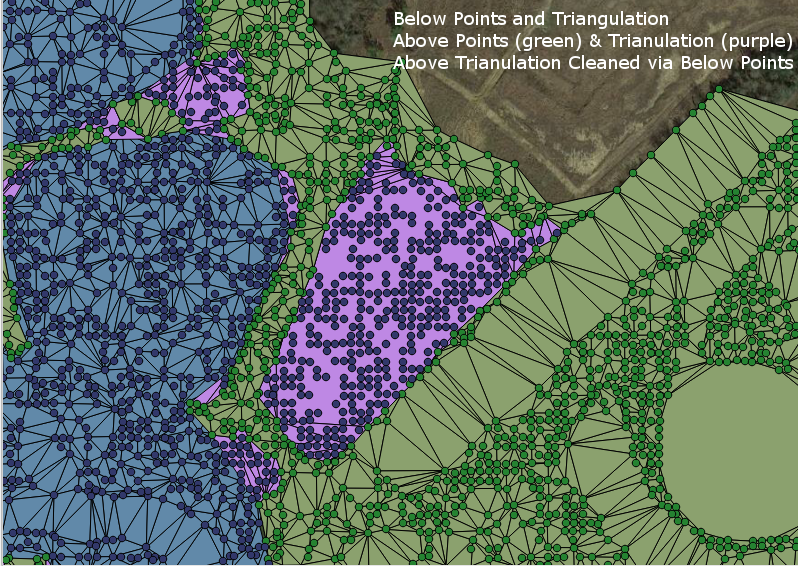 Below Points and Triangulation
Above Points (green) & Trianulation (purple)
Above Trianulation Cleaned via Below Points